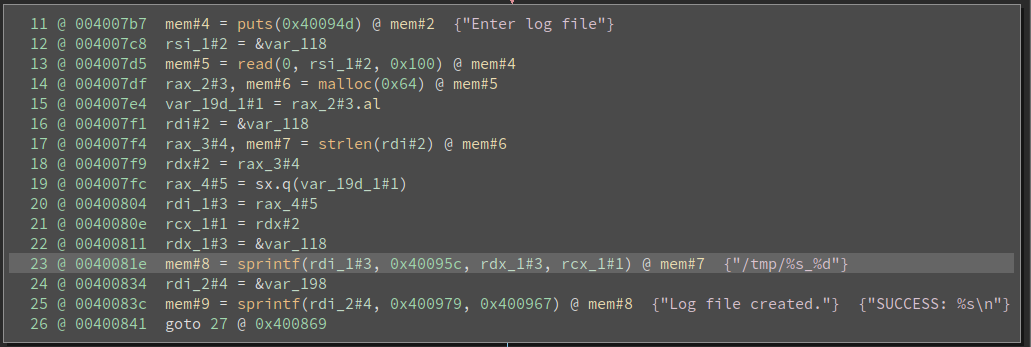 11 @ 004007b7  mem#4 = puts(0x40094d) @ mem#2  {"Enter log file"}
12 @ 004007c8  rsi_1#2 = &var_118
13 @ 004007d5  mem#5 = read(0, rsi_1#2, 0x100) @ mem#4
14 @ 004007df  rax_2#3, mem#6 = malloc(0x64) @ mem#5
15 @ 004007e4  var_19d_1#1 = rax_2#3.al
16 @ 004007f1  rdi#2 = &var_118
17 @ 004007f4  rax_3#4, mem#7 = strlen(rdi#2) @ mem#6
18 @ 004007f9  rdx#2 = rax_3#4
19 @ 004007fc  rax_4#5 = sx.q(var_19d_1#1)
20 @ 00400804  rdi_1#3 = rax_4#5
21 @ 0040080e  rcx_1#1 = rdx#2
22 @ 00400811  rdx_1#3 = &var_118
23 @ 0040081e  mem#8 = sprintf(rdi_1#3, 0x40095c, rdx_1#3, rcx_1#1) @ mem#7  {"/tmp/%s_%d"}
24 @ 00400834  rdi_2#4 = &var_198
25 @ 0040083c  mem#9 = sprintf(rdi_2#4, 0x400979, 0x400967) @ mem#8  {"Log file created."}  {"SUCCESS: %s\n"}
26 @ 00400841  goto 27 @ 0x400869